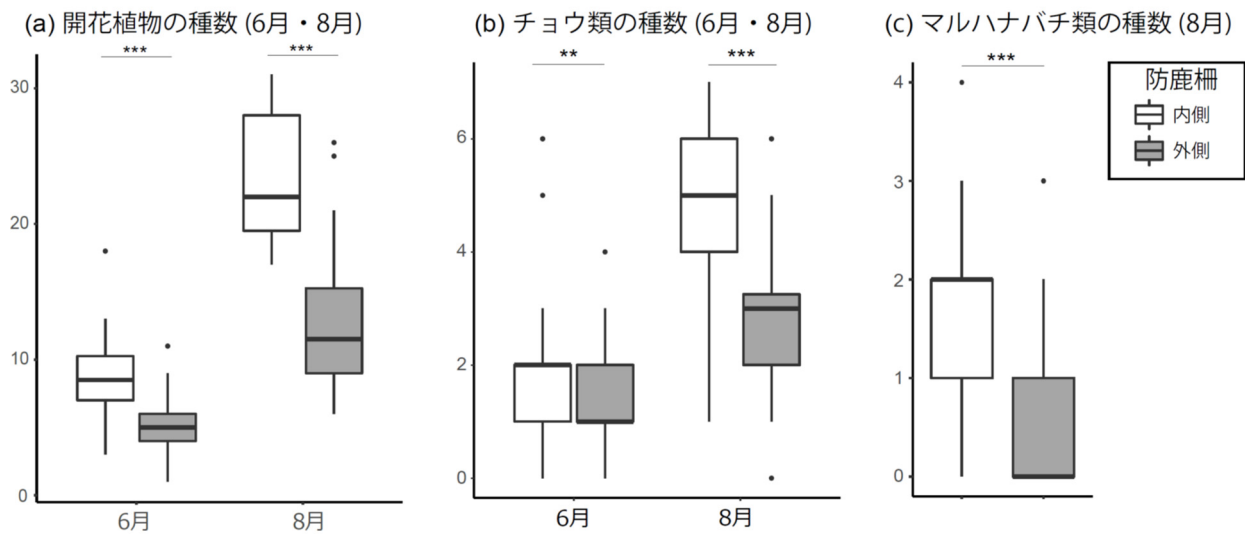 (a) 開花植物の種数 (6月・8月)
***
***
30
20
10
0
6月
8月
(b) チョウ類の種数 (6月・8月)
**
***
6
4
2
0
6月
8月
(c) マルハナバチ類の種数 (8月)
***
4
3
2
1
0
防鹿柵
内側
外側